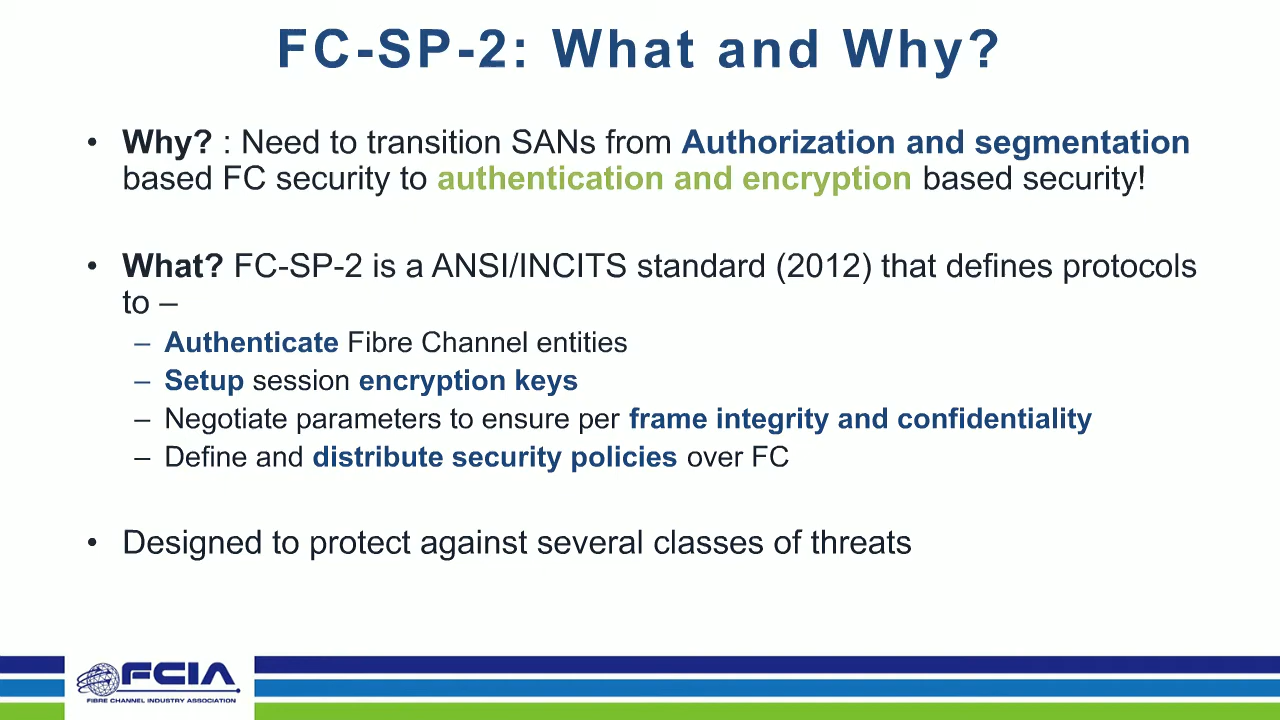 FC-SP-2: What and Why?
• Why? : Need to transition SANs from Authorization and segmentation
based FC security to authentication and encryption based security!
• What? FC-SP-2 is a ANSI/INCITS standard (2012) that defines protocols
to –
– Authenticate Fibre Channel entities
– Setup session encryption keys
– Negotiate parameters to ensure per frame integrity and confidentiality
– Define and distribute security policies over FC
• Designed to protect against several classes of threats
FCIA
FIBRE CHANNEL INDUSTRY ASSOCIATION